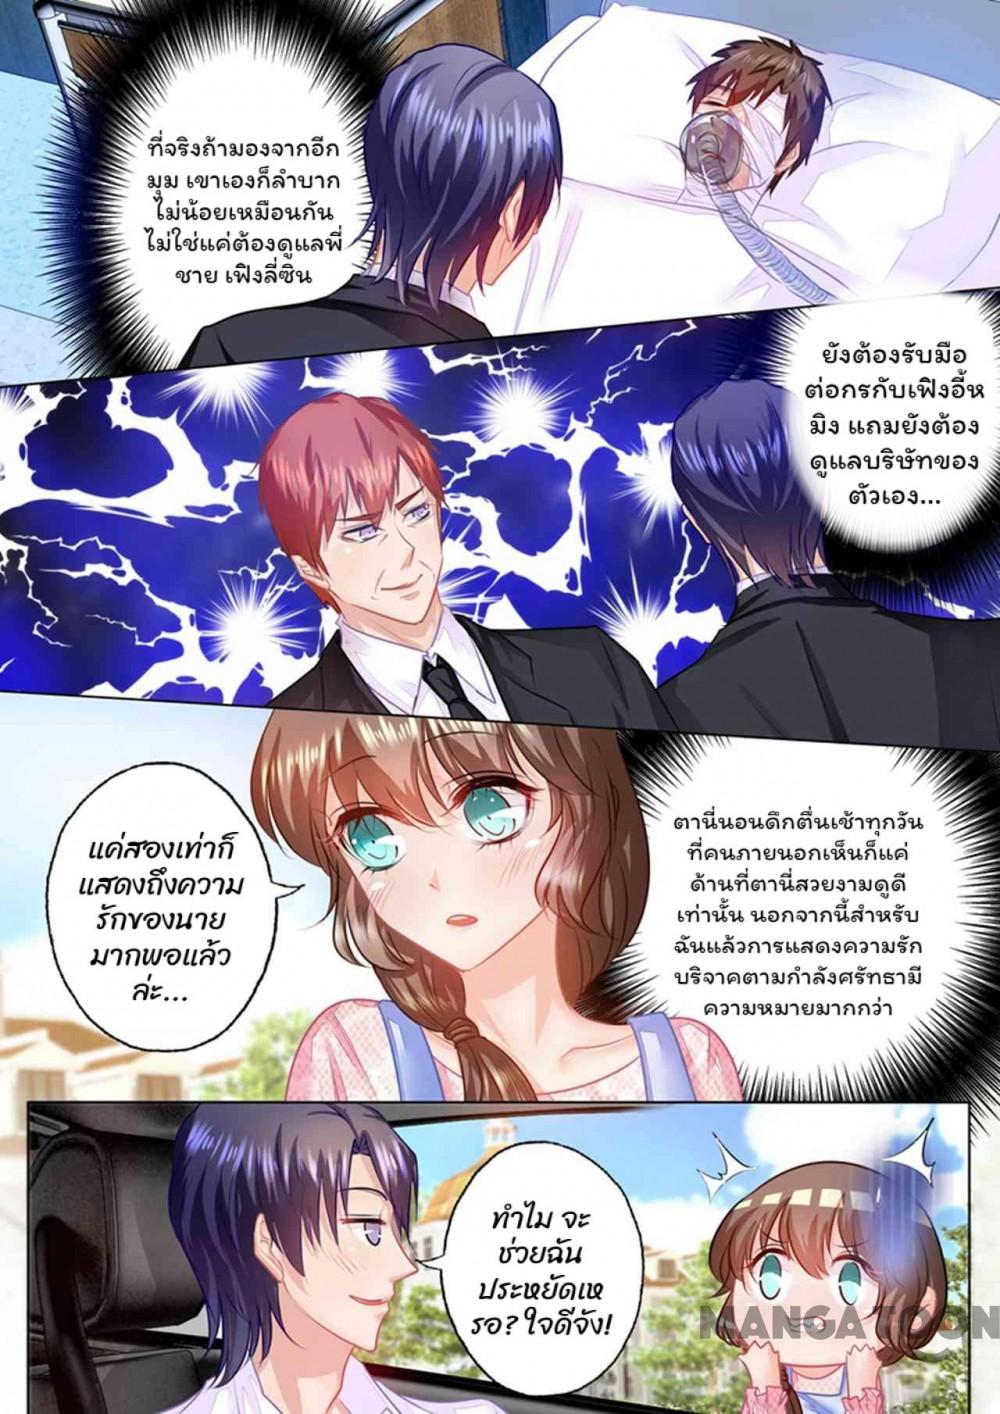 ที่จริงถ้ามองจากอีก
มุม เขาเองก็ลำบาก
ไม่น้อยเหมือนกัน
ไม่ใช่แค่ต้องดูแลพี่
ชาย เฟิงลี่ซิน
ยังต้องรับมือ
ต่อกรกับเฟิงอี้ห
มิง แถมยังต้อง
ดูแลบริษัทของ
ตัวเอง...
แค่สองเท่าก็
แสดงถึงความ
รักของนาย
มากพอแล้ว
ล่ะ...
ตานี่นอนดึกตื่นเช้าทุกวัน
ที่คนภายนอกเห็นก็แค่
ด้านที่ตานี่สวยงามดูดี
เท่านั้น นอกจากนี้สำหรับ
ฉันแล้วการแสดงความรัก
บริจาคตามกำลังศรัทธามี
ความหมายมากกว่า
ทำไม จะ
ช่วยฉัน
ประหยัดเห
รอ? ใจดีจัง!
MANGATOON